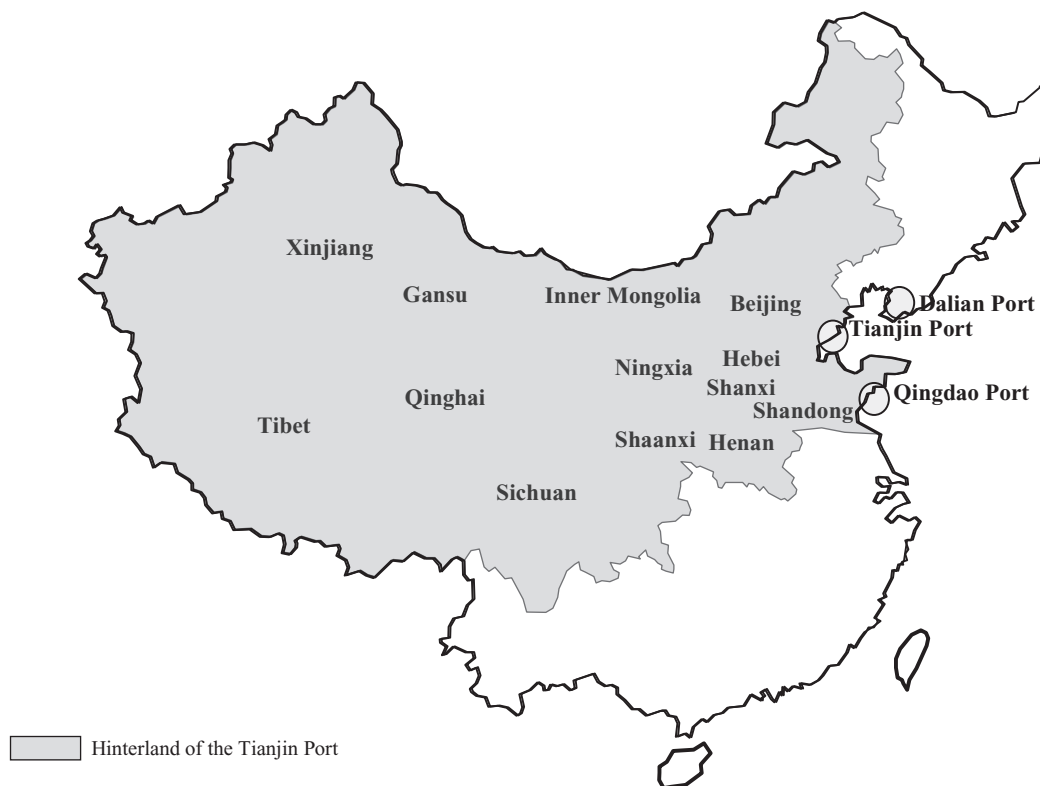 Xinjiang
Gansu
Inner Mongolia
Beijing
Dalian Port
Tianjin Port
Ningxia
Hebei
Shanxi
Qinghai
Qingdao Port
Tibet
Shandong
Shaanxi
Henan
Sichuan
Hinterland of the Tianjin Port